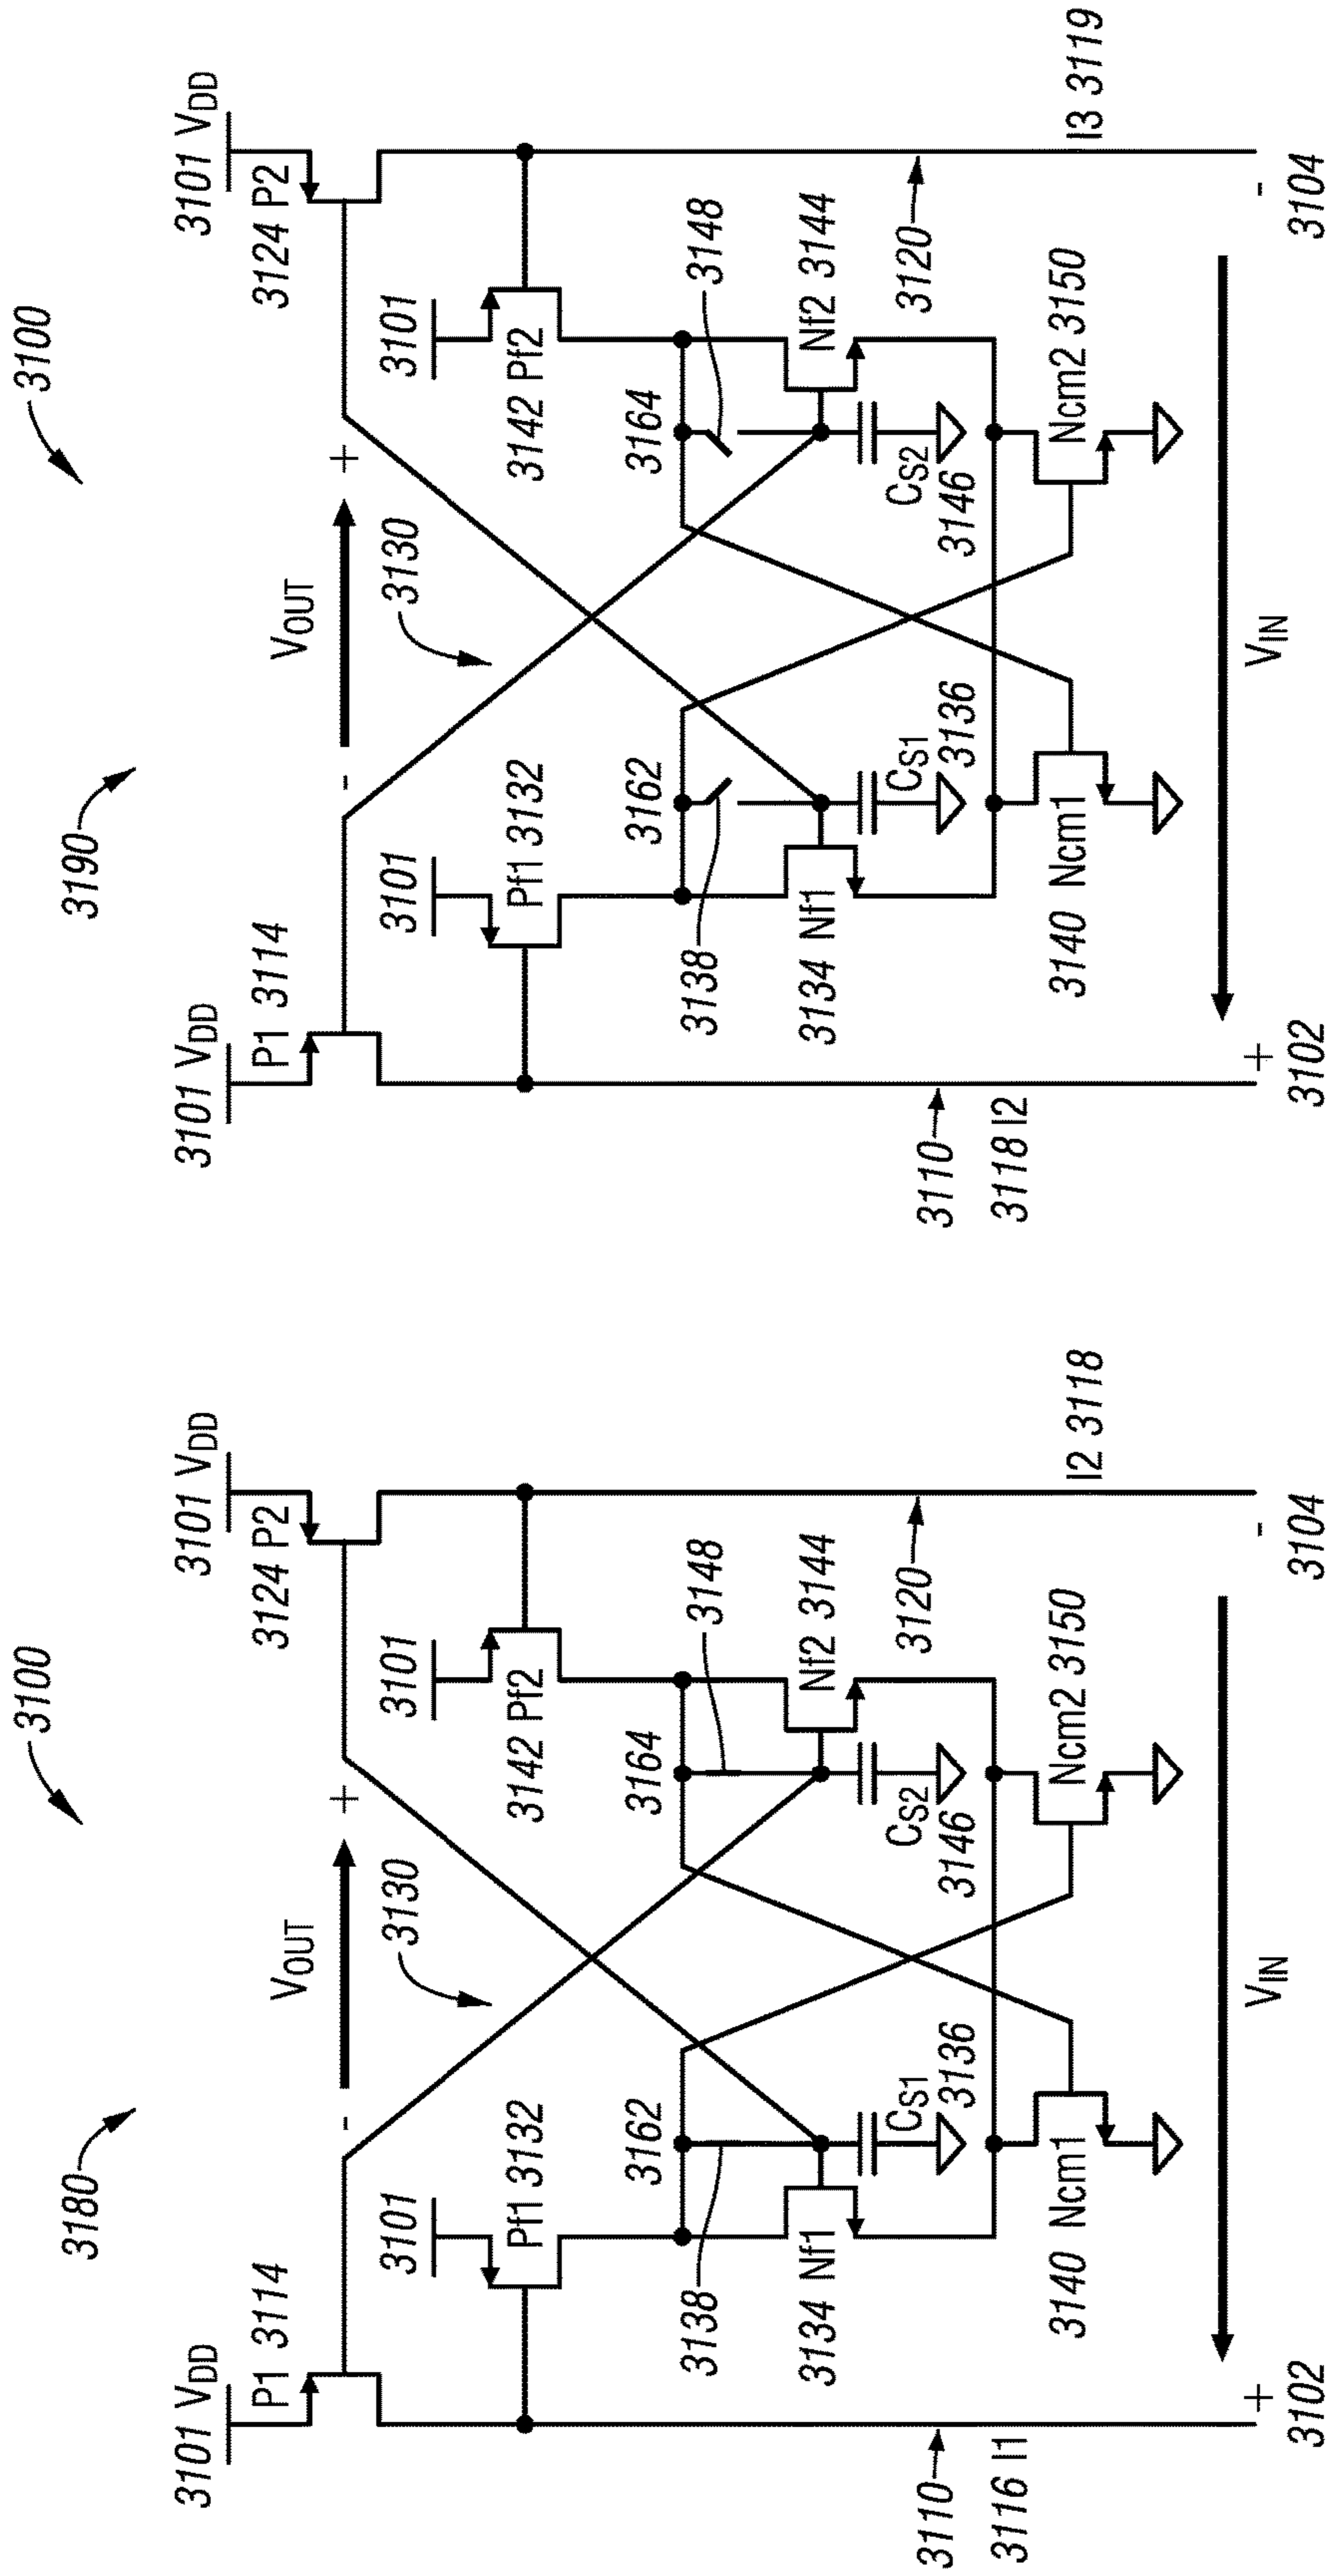 3100
3180
3101 VDD
3101 VDD
P1 3114
3124 P2
VOUT
-
+
3130
3101
3101
Pf1 3132
3142 Pf2
3162
3164
3138
3148
3134 Nf1
Nf2 3144
CS1
3136
CS2
3146
3110
3120
3116 I1
I2 3118
3140 Ncm1
Ncm2 3150
VIN
+
-
3102
3104
3100
3190
3101 VDD
3101 VDD
P1 3114
3124 P2
VOUT
-
+
3130
3101
3101
Pf1 3132
3142 Pf2
3162
3164
3138
3148
3134 Nf1
Nf2 3144
CS1
3136
CS2
3146
3110
3120
3118 I2
I3 3119
3140 Ncm1
Ncm2 3150
VIN
+
-
3102
3104